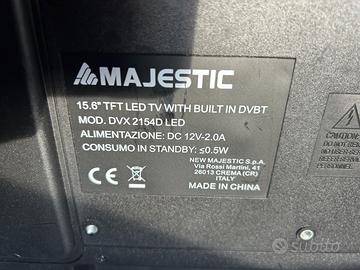 MAJESTIC
15.6" TFT LED TV WITH BUILT IN DVBT
MOD. DVX 2154D LED
ALIMENTAZIONE: DC 12V-2.0A
CONSUMO IN STANDBY: ≤0.5W
NEW MAJESTIC S.p.A.
Via Rossi Martini, 41
26013 CREMA (CR)
ITALY
CE
MADE IN CHINA
CAUTION
subito